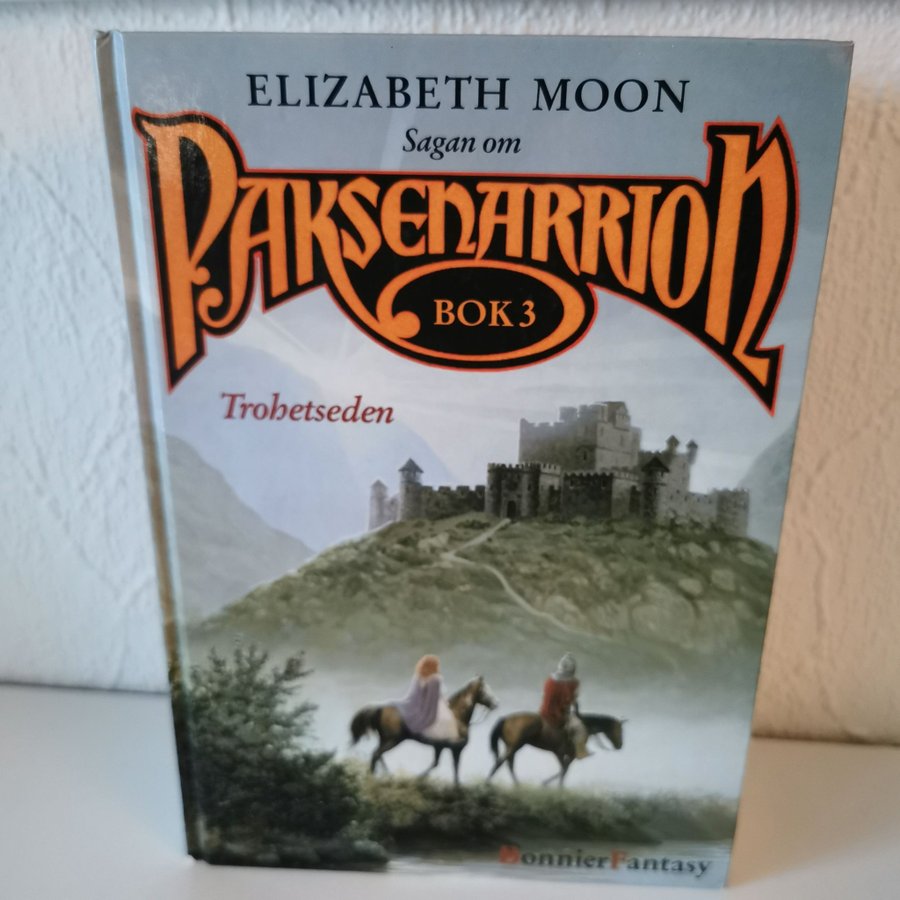 ELIZABETH MOON
Sagan om
PAKSENARRION
BOK 3
Trohetseden
BonnierFantasy